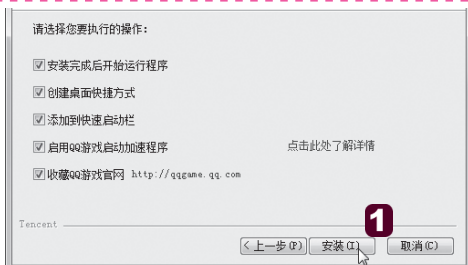 请选择您要执行的操作：
安装完成后开始运行程序
创建桌面快捷方式
添加到快速启动栏
启用QQ游戏启动加速程序 点击此处了解详情
收藏QQ游戏官网 http://qqgame.qq.com
1
Tencent
<上一步(P) 安装(I) 取消(C)